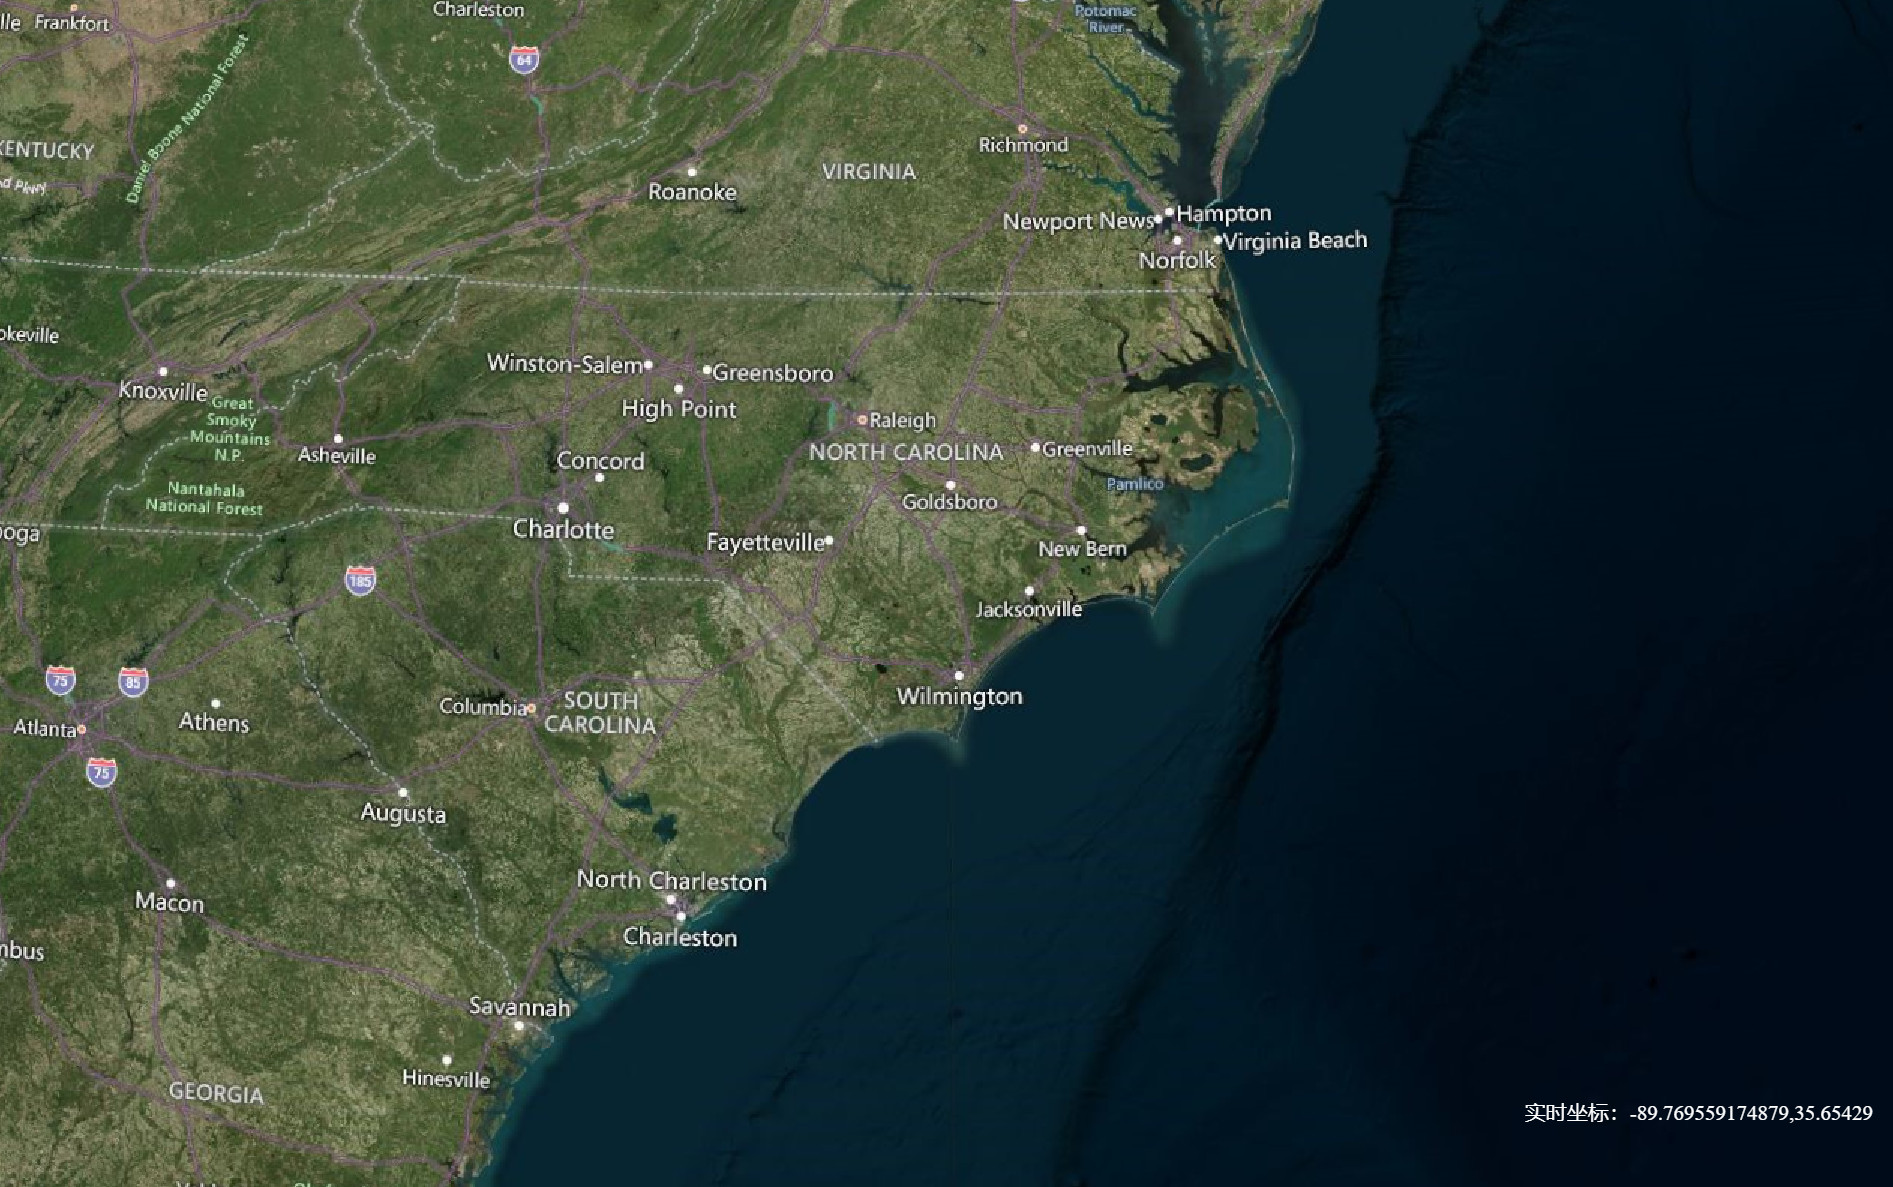 Charleston
Potomac
River
Frankfort
64
Daniel Boone National Forest
KENTUCKY
Richmond
VIRGINIA
Roanoke
Hampton
Newport News
Virginia Beach
Norfolk
Winston-Salem
Greensboro
Knoxville
High Point
Great
Smoky
Mountains
N.P.
Raleigh
Asheville
NORTH CAROLINA
Greenville
Concord
Pamlico
Nantahala
National Forest
Goldsboro
Charlotte
Fayetteville
New Bern
185
Jacksonville
75
85
Wilmington
Columbia
SOUTH
CAROLINA
Athens
Atlanta
75
Augusta
North Charleston
Macon
Charleston
Savannah
Hinesville
GEORGIA
实时坐标：-89.769559174879,35.65429